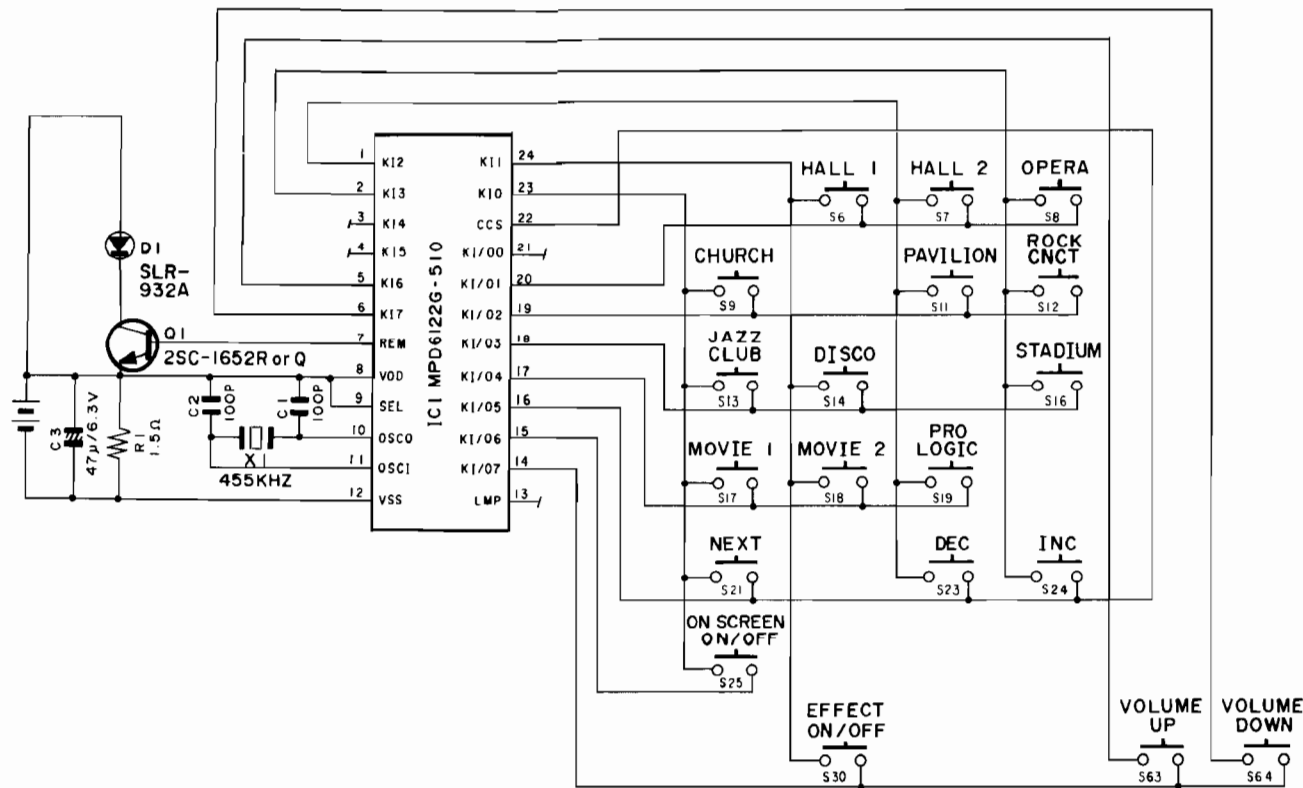 1 KI2
2 KI3
3 KI4
4 KI5
5 KI6
6 KI7
7 REM
8 VOD
9 SEL
10 OSCO
11 OSCI
12 VSS
IC1 MPD6122G-510
KI1 24
KI0 23
CCS 22
KI/00 21
KI/01 20
KI/02 19
KI/03 18
KI/04 17
KI/05 16
KI/06 15
KI/07 14
LMP 13
D1
SLR-
932A
Q1
2SC-1652R or Q
C3
47μ/6.3V
R1
1.5Ω
C2
100P
C1
100P
X1
455KHZ
HALL 1
S6
HALL 2
S7
OPERA
S8
CHURCH
S9
PAVILION
S11
ROCK
CNCT
S12
JAZZ
CLUB
S13
DISCO
S14
STADIUM
S16
MOVIE 1
S17
MOVIE 2
S18
PRO
LOGIC
S19
NEXT
S21
DEC
S23
INC
S24
ON SCREEN
ON/OFF
S25
EFFECT
ON/OFF
S30
VOLUME
UP
S63
VOLUME
DOWN
S64